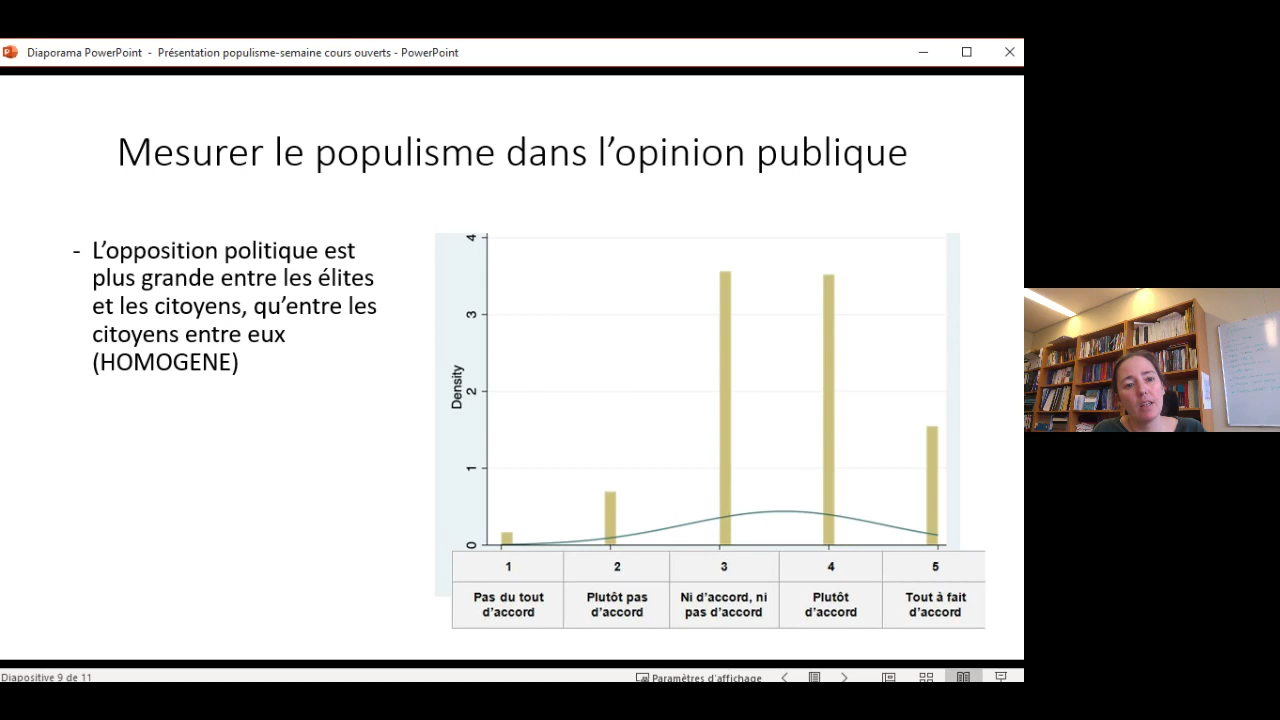 Diaporama PowerPoint - Présentation populisme-semaine cours ouverts - PowerPoint
Mesurer le populisme dans l’opinion publique
- L’opposition politique est
plus grande entre les élites
et les citoyens, qu’entre les
citoyens entre eux
(HOMOGENE)
4
3
2
1
0
Density
1 2 3 4 5
Pas du tout d’accord
Plutôt pas d’accord
Ni d’accord, ni pas d’accord
Plutôt d’accord
Tout à fait d’accord
Diapositive 9 de 11
Paramètres d’affichage